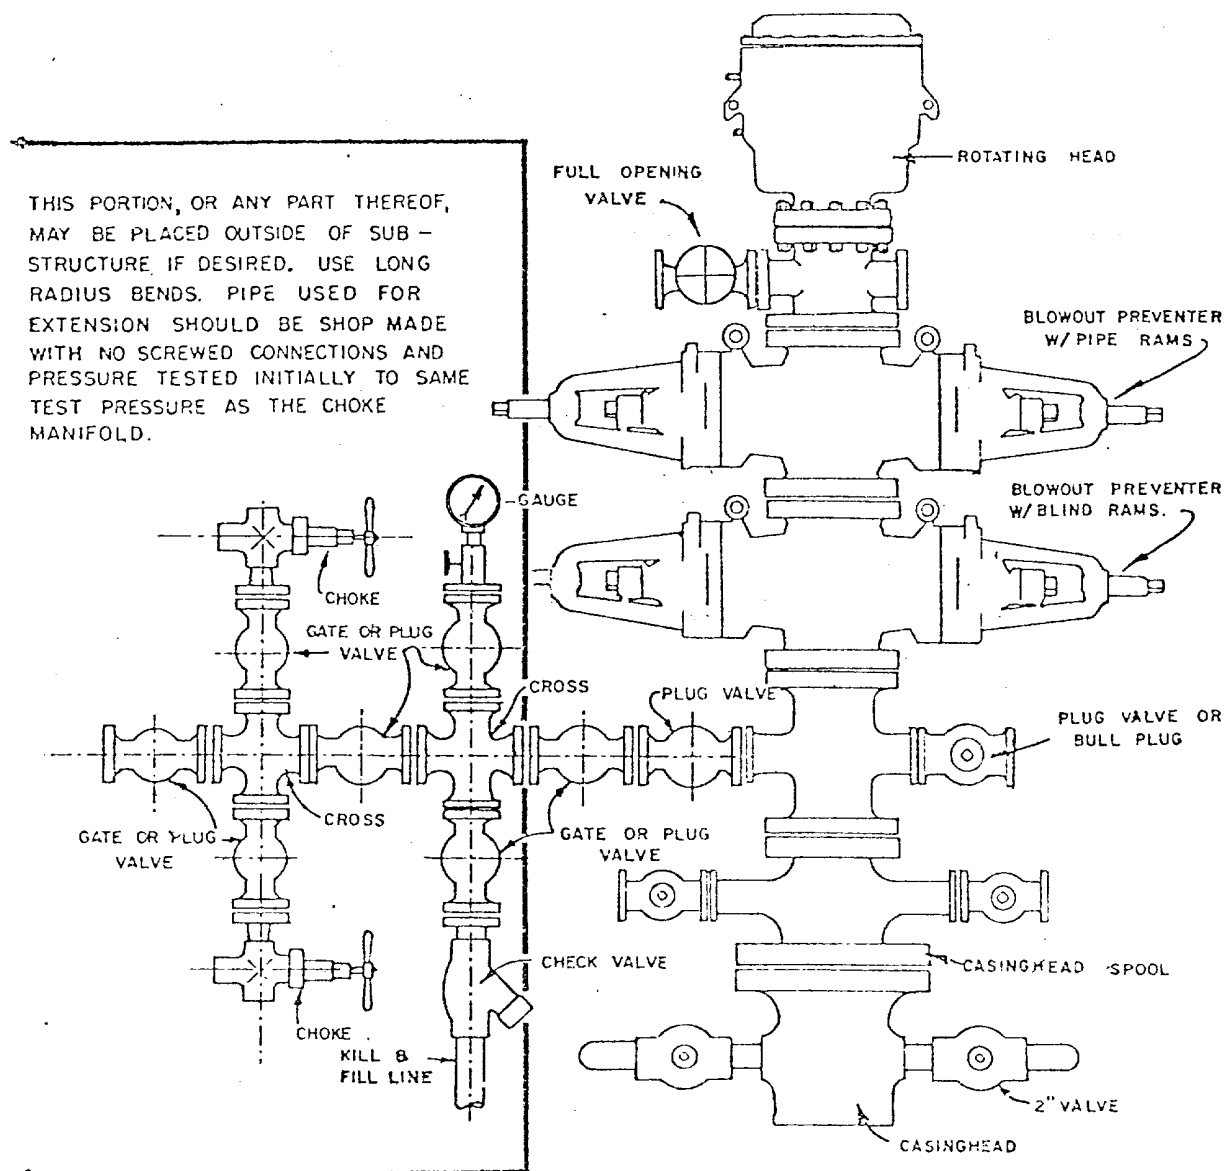 THIS PORTION, OR ANY PART THEREOF,
MAY BE PLACED OUTSIDE OF SUB-
STRUCTURE IF DESIRED. USE LONG
RADIUS BENDS. PIPE USED FOR
EXTENSION SHOULD BE SHOP MADE
WITH NO SCREWED CONNECTIONS AND
PRESSURE TESTED INITIALLY TO SAME
TEST PRESSURE AS THE CHOKE
MANIFOLD.
FULL OPENING
VALVE
ROTATING HEAD
BLOWOUT PREVENTER
W/ PIPE RAMS
BLOWOUT PREVENTER
W/BLIND RAMS.
GAUGE
CHOKE
GATE OR PLUG
VALVE
CROSS
PLUG VALVE
PLUG VALVE OR
BULL PLUG
CROSS
GATE OR PLUG
VALVE
GATE OR PLUG
VALVE
CHECK VALVE
CASINGHEAD SPOOL
CHOKE
KILL &
FILL LINE
2" VALVE
CASINGHEAD